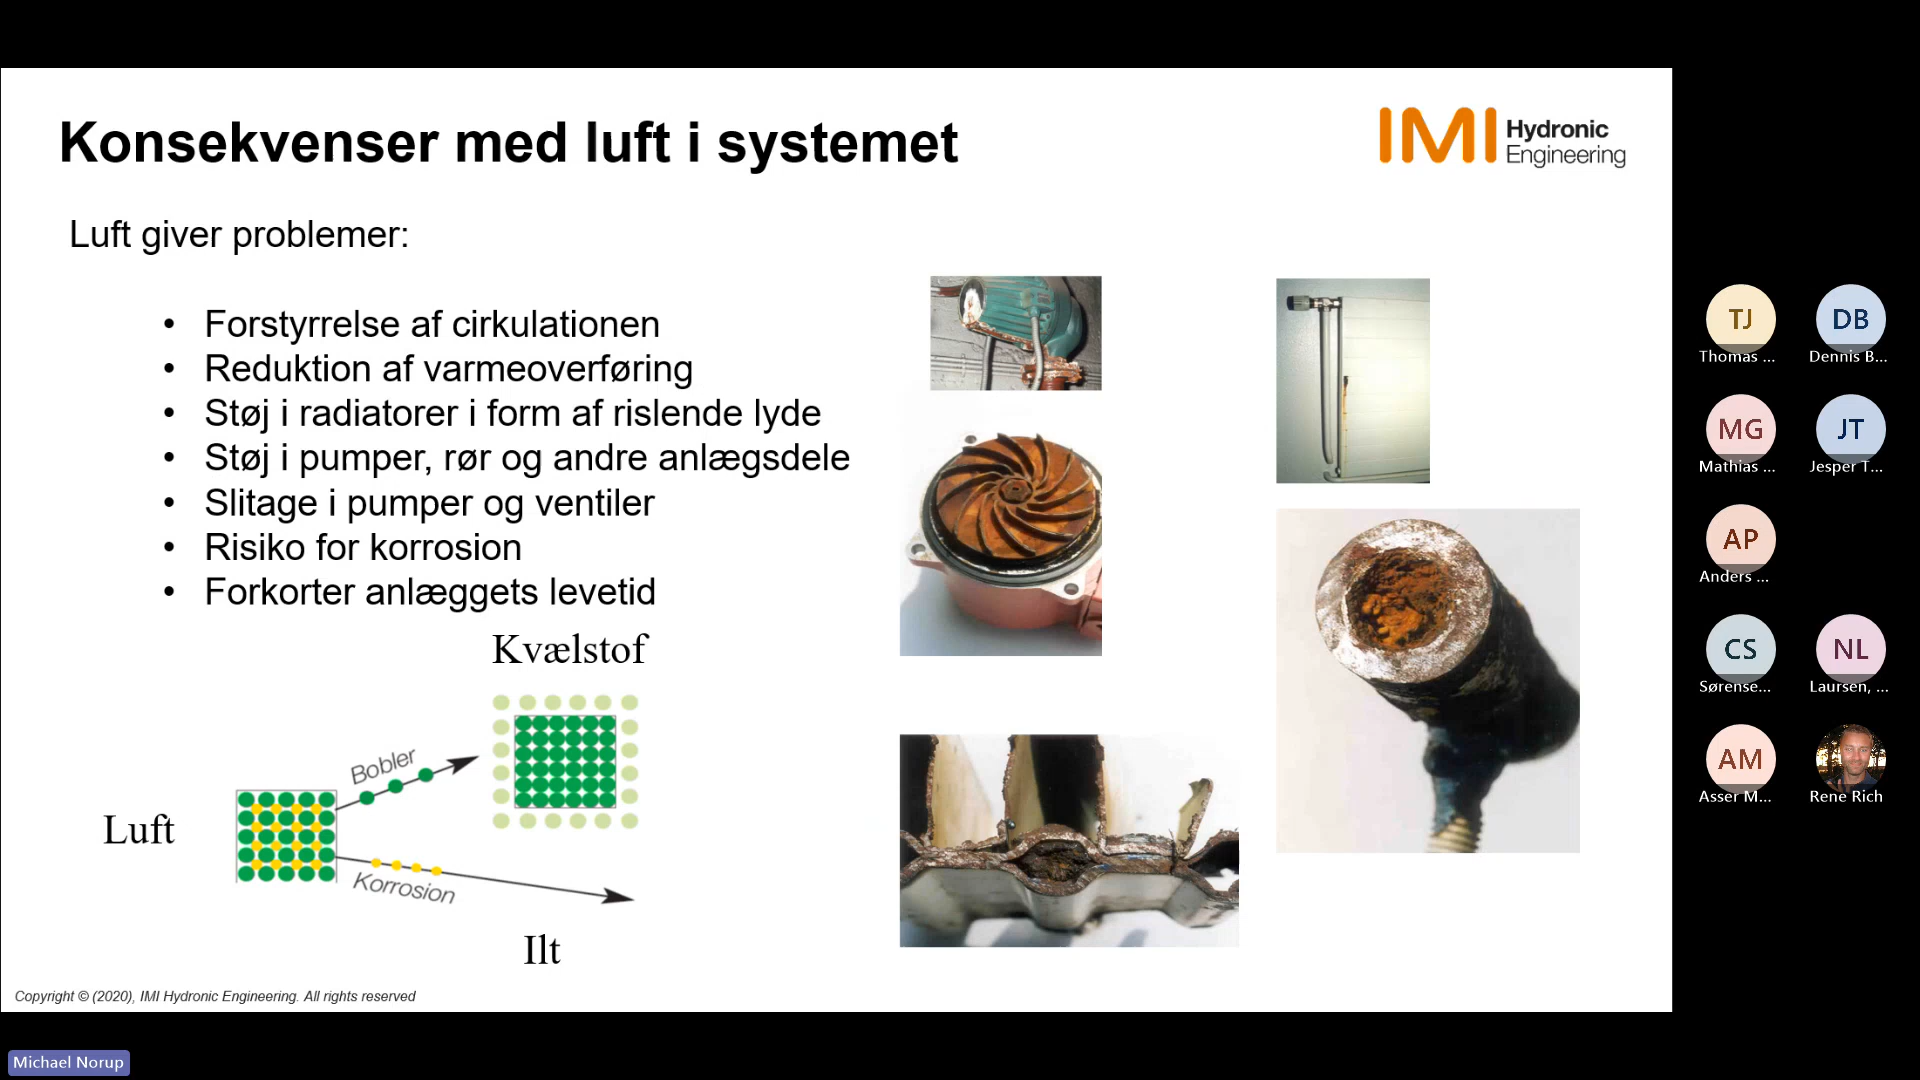 Konsekvenser med luft i systemet
IMI Hydronic
Engineering
Luft giver problemer:
• Forstyrrelse af cirkulationen
• Reduktion af varmeoverføring
• Støj i radiatorer i form af rislende lyde
• Støj i pumper, rør og andre anlægsdele
• Slitage i pumper og ventiler
• Risiko for korrosion
• Forkorter anlæggets levetid
Kvælstof
Bobler
Luft
Korrosion
Ilt
Copyright © (2020), IMI Hydronic Engineering. All rights reserved
TJ
Thomas ...
DB
Dennis B...
MG
Mathias ...
JT
Jesper T...
AP
Anders ...
CS
Sørense...
NL
Laursen, ...
AM
Asser M...
Rene Rich
Michael Norup